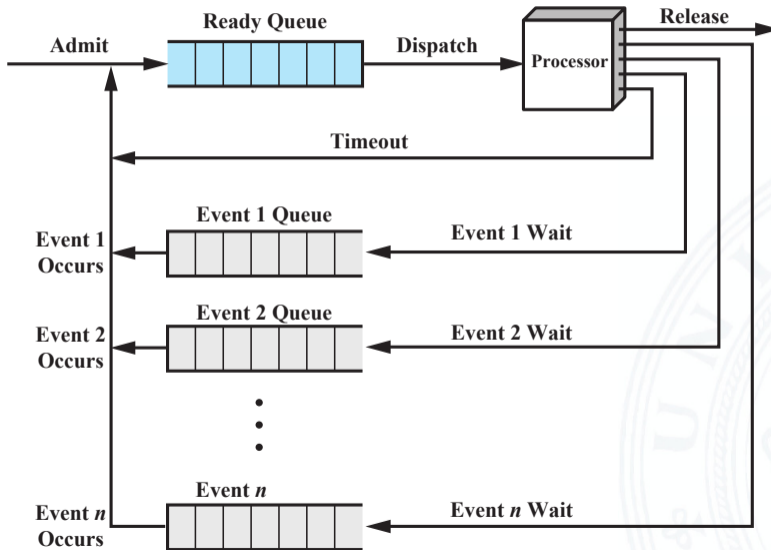 Release
Ready Queue
Admit
Dispatch
Processor
Timeout
Event 1 Queue
Event 1
Occurs
Event 1 Wait
Event 2 Queue
Event 2
Occurs
Event 2 Wait
Event n
Event n
Occurs
Event n Wait
U N I
&